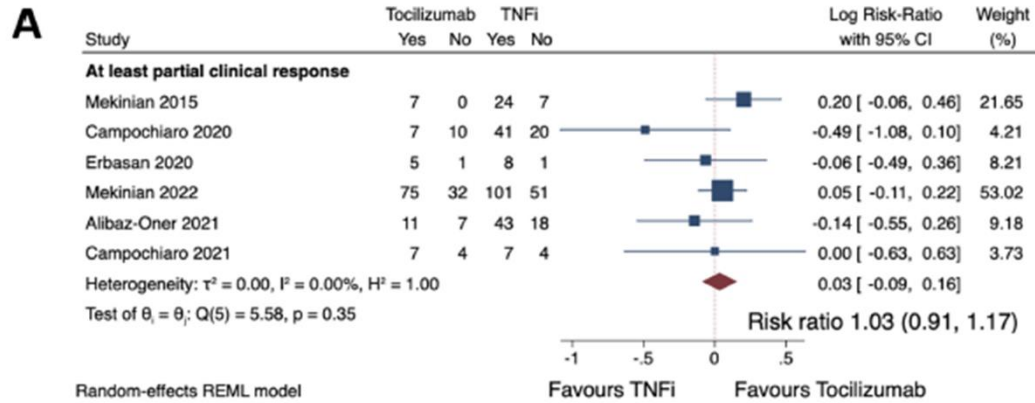 A
Tocilizumab TNFi Log Risk-Ratio Weight
Study Yes No Yes No with 95% CI (%)
At least partial clinical response
Mekinian 2015 7 0 24 7 0.20 [ -0.06, 0.46] 21.65
Campochiaro 2020 7 10 41 20 -0.49 [ -1.08, 0.10] 4.21
Erbasan 2020 5 1 8 1 -0.06 [ -0.49, 0.36] 8.21
Mekinian 2022 75 32 101 51 0.05 [ -0.11, 0.22] 53.02
Alibaz-Oner 2021 11 7 43 18 -0.14 [ -0.55, 0.26] 9.18
Campochiaro 2021 7 4 7 4 0.00 [ -0.63, 0.63] 3.73
Heterogeneity: τ² = 0.00, I² = 0.00%, H² = 1.00 0.03 [ -0.09, 0.16]
Test of θᵢ = θⱼ: Q(5) = 5.58, p = 0.35
Risk ratio 1.03 (0.91, 1.17)
-1 -.5 0 .5
Random-effects REML model Favours TNFi Favours Tocilizumab